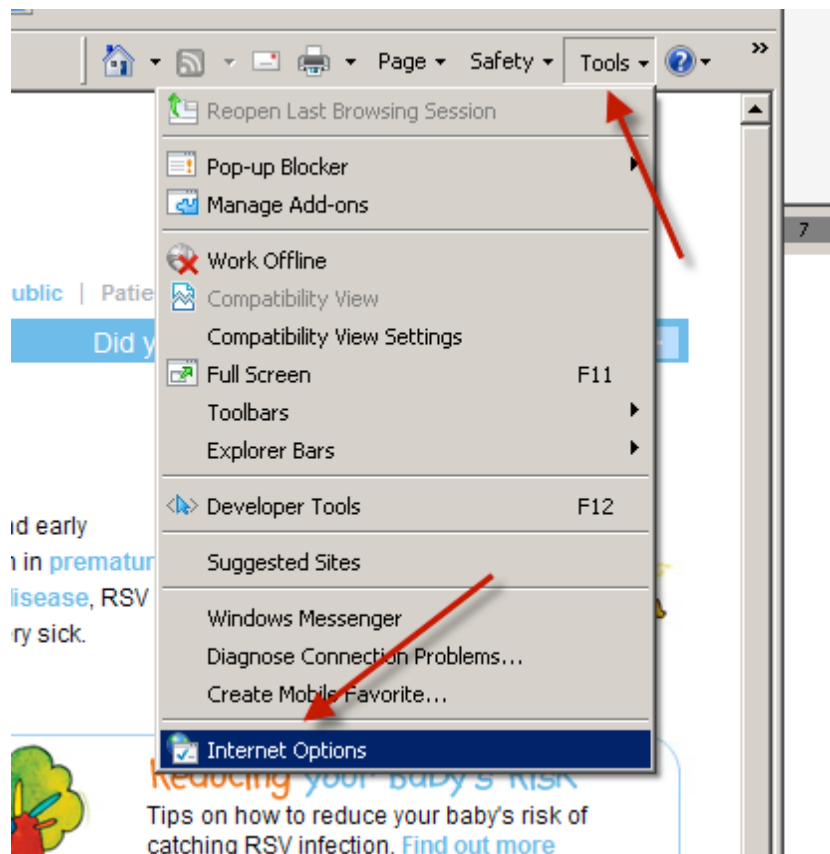 Page Safety Tools »
Reopen Last Browsing Session
Pop-up Blocker
Manage Add-ons
7
Work Offline
ublic | Patie
Compatibility View
Did y
Compatibility View Settings
Full Screen F11
Toolbars
Explorer Bars
Developer Tools F12
nd early
n in prematur
Suggested Sites
disease, RSV
Windows Messenger
ry sick.
Diagnose Connection Problems...
Create Mobile Favorite...
Internet Options
Reducing your baby's risk
Tips on how to reduce your baby's risk of
catching RSV infection. Find out more